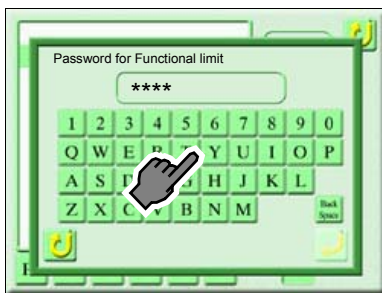 Password for Functional limit
****
1 2 3 4 5 6 7 8 9 0
Q W E R Y U I O P
A S D G H J K L
Z X C V B N M Back Space